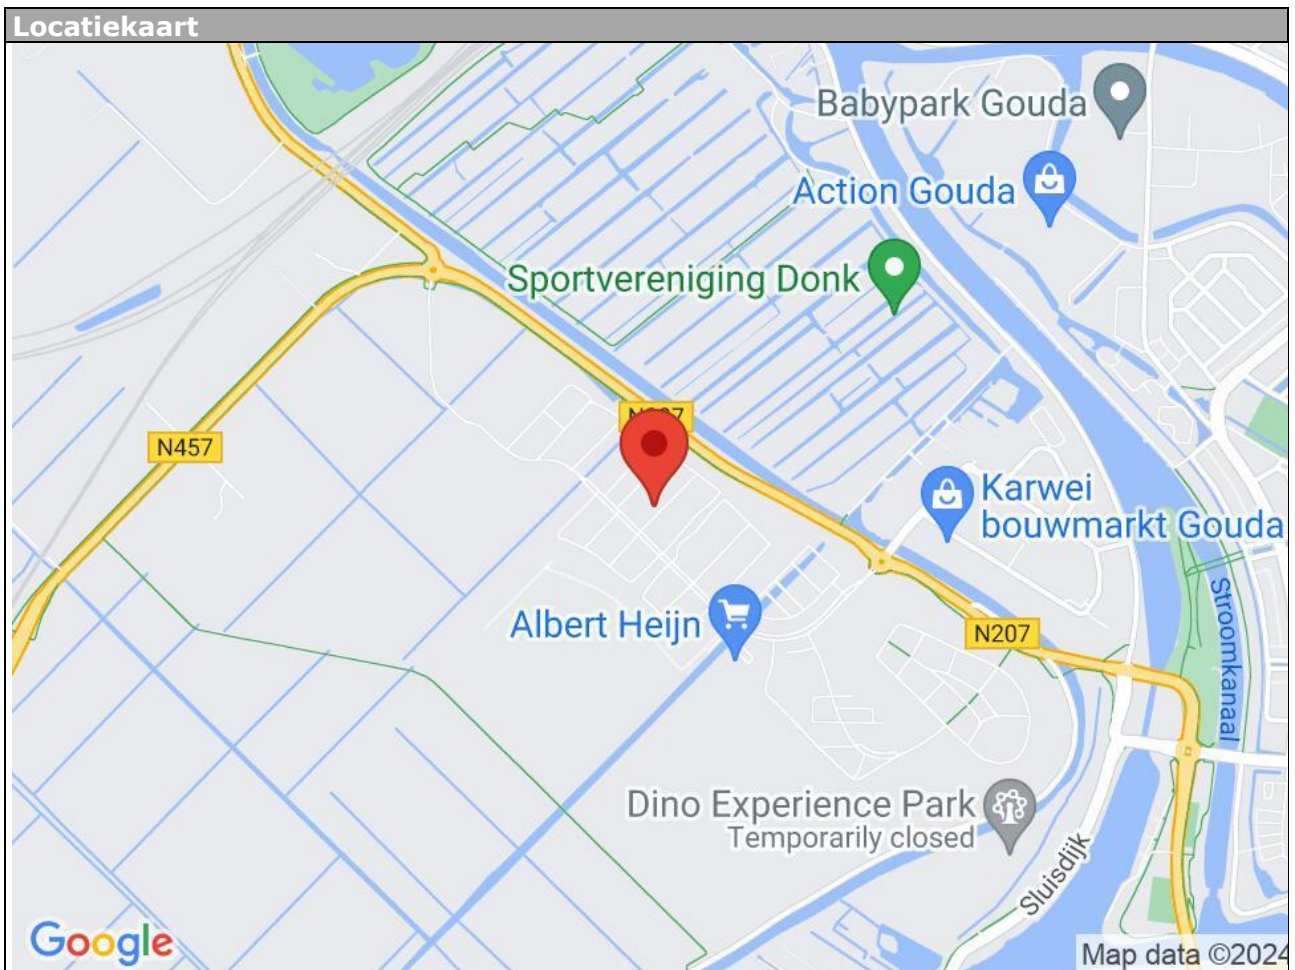 Locatiekaart
Babypark Gouda
Action Gouda
Sportvereniging Donk
N457
Karwei
bouwmarkt Gouda
Albert Heijn
N207
Stroomkanaal
Dino Experience Park
Temporarily closed
Sluisdijk
Google
Map data ©2024